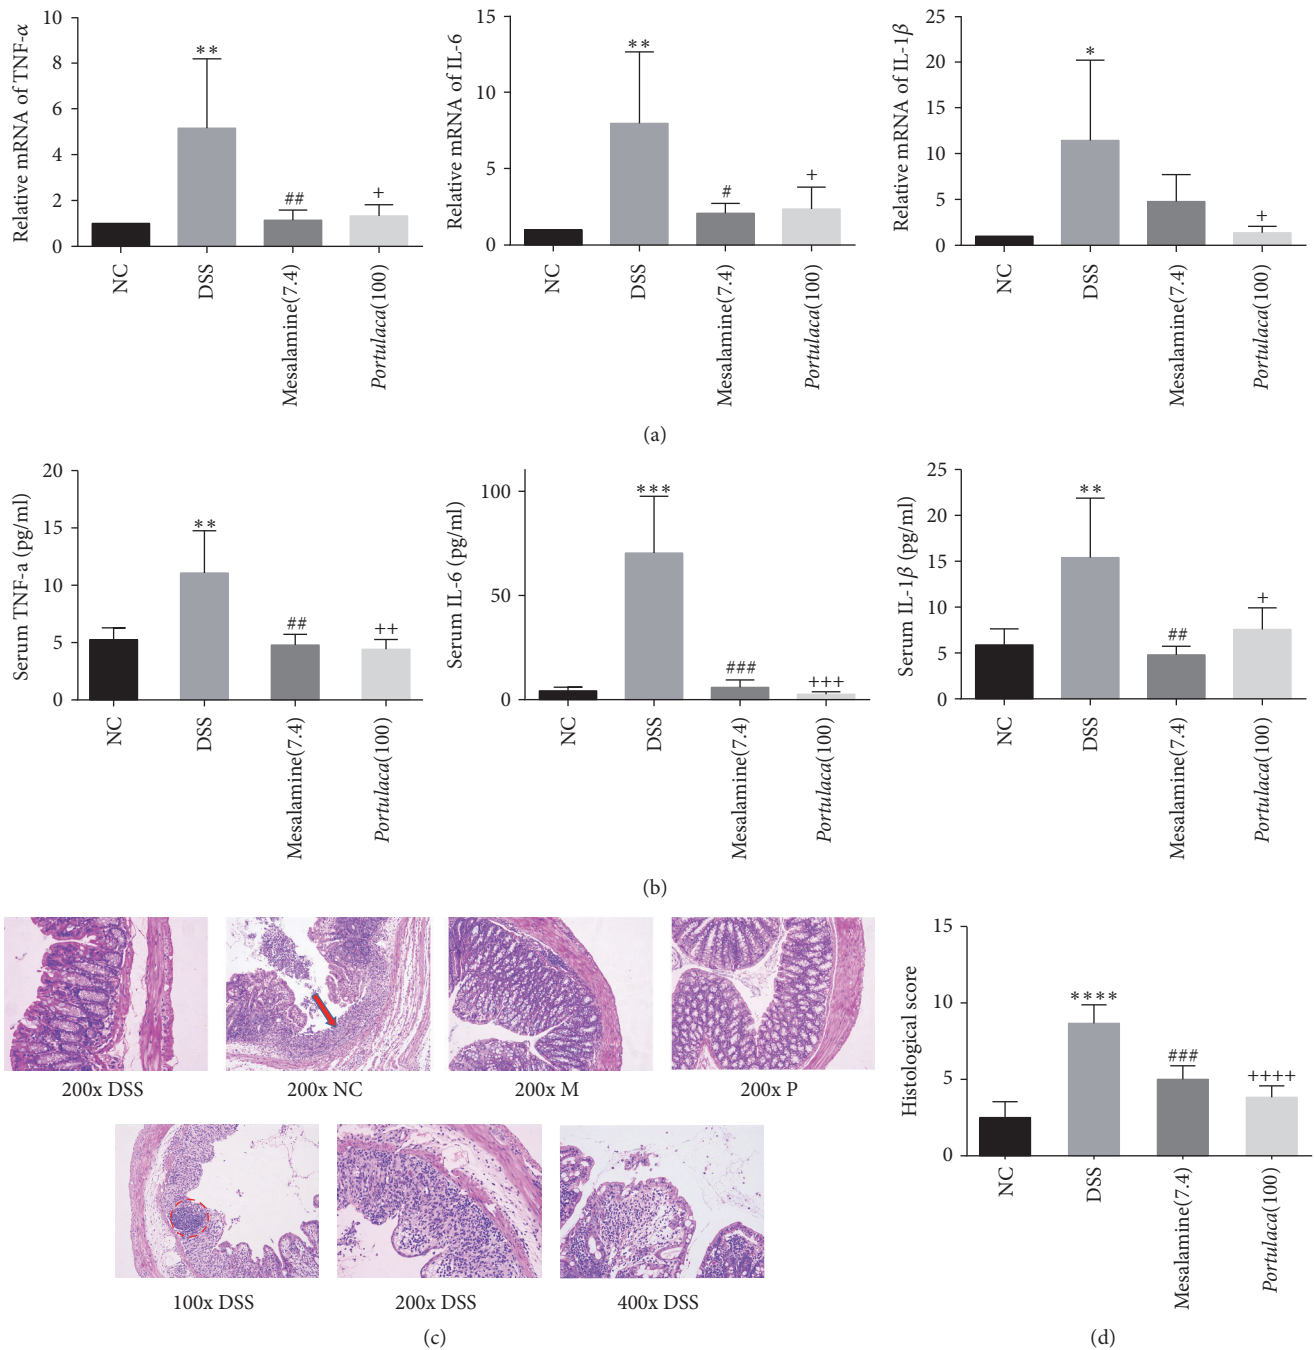 Relative mRNA of TNF-α
10
8
6
4
2
0
**
##
+
NC
DSS
Mesalamine(7.4)
Portulaca(100)
Relative mRNA of IL-6
15
10
5
0
**
#
+
NC
DSS
Mesalamine(7.4)
Portulaca(100)
Relative mRNA of IL-1β
25
20
15
10
5
0
*
+
NC
DSS
Mesalamine(7.4)
Portulaca(100)
(a)
Serum TNF-a (pg/ml)
20
15
10
5
0
**
##
++
NC
DSS
Mesalamine(7.4)
Portulaca(100)
Serum IL-6 (pg/ml)
100
50
0
***
###
+++
NC
DSS
Mesalamine(7.4)
Portulaca(100)
Serum IL-1β (pg/ml)
25
20
15
10
5
0
**
##
+
NC
DSS
Mesalamine(7.4)
Portulaca(100)
(b)
200x DSS
200x NC
200x M
200x P
100x DSS
200x DSS
400x DSS
(c)
Histological score
15
10
5
0
****
###
++++
NC
DSS
Mesalamine(7.4)
Portulaca(100)
(d)